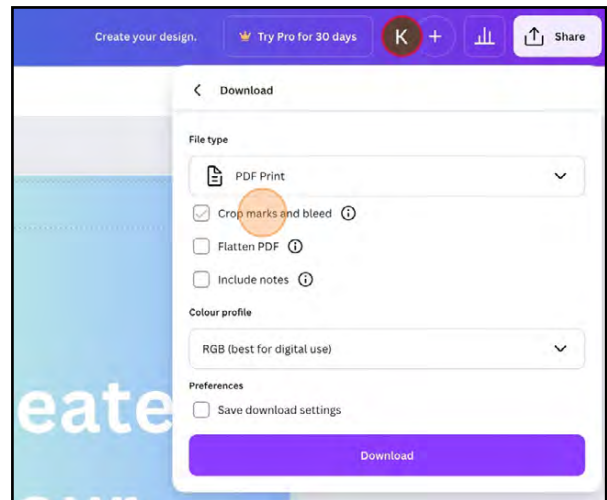 Create your design.
Try Pro for 30 days
K
+
Share
Download
File type
PDF Print
Crop marks and bleed
Flatten PDF
Include notes
Colour profile
RGB (best for digital use)
Preferences
Save download settings
Download
eate